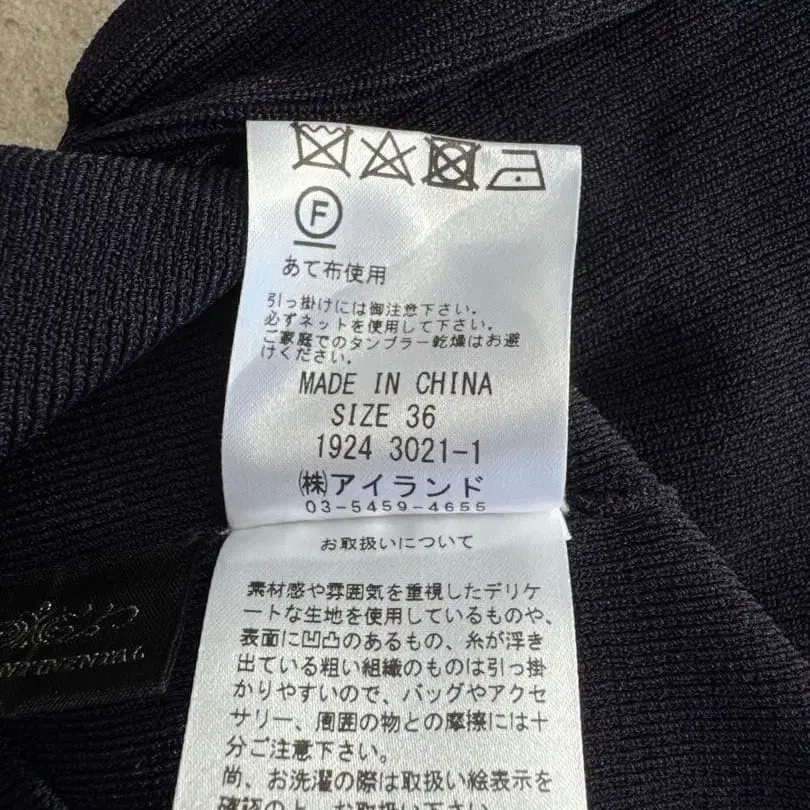 F
あて布使用
引っ掛けには御注意下さい。
必ずネットを使用して下さい。
ご家庭でのタンブラー乾燥はお避
けください。
MADE IN CHINA
SIZE 36
1924 3021-1
㈱アイランド
03-5459-4655
お取扱いについて
素材感や雰囲気を重視したデリケ
ートな生地を使用しているものや、
表面に凹凸のあるもの、糸が浮き
出ている粗い組織のものは引っ掛
かりやすいので、バッグやアクセ
サリー、周囲の物との摩擦には十
分ご注意下さい。
尚、お洗濯の際は取扱い絵表示を
確認の上、お手